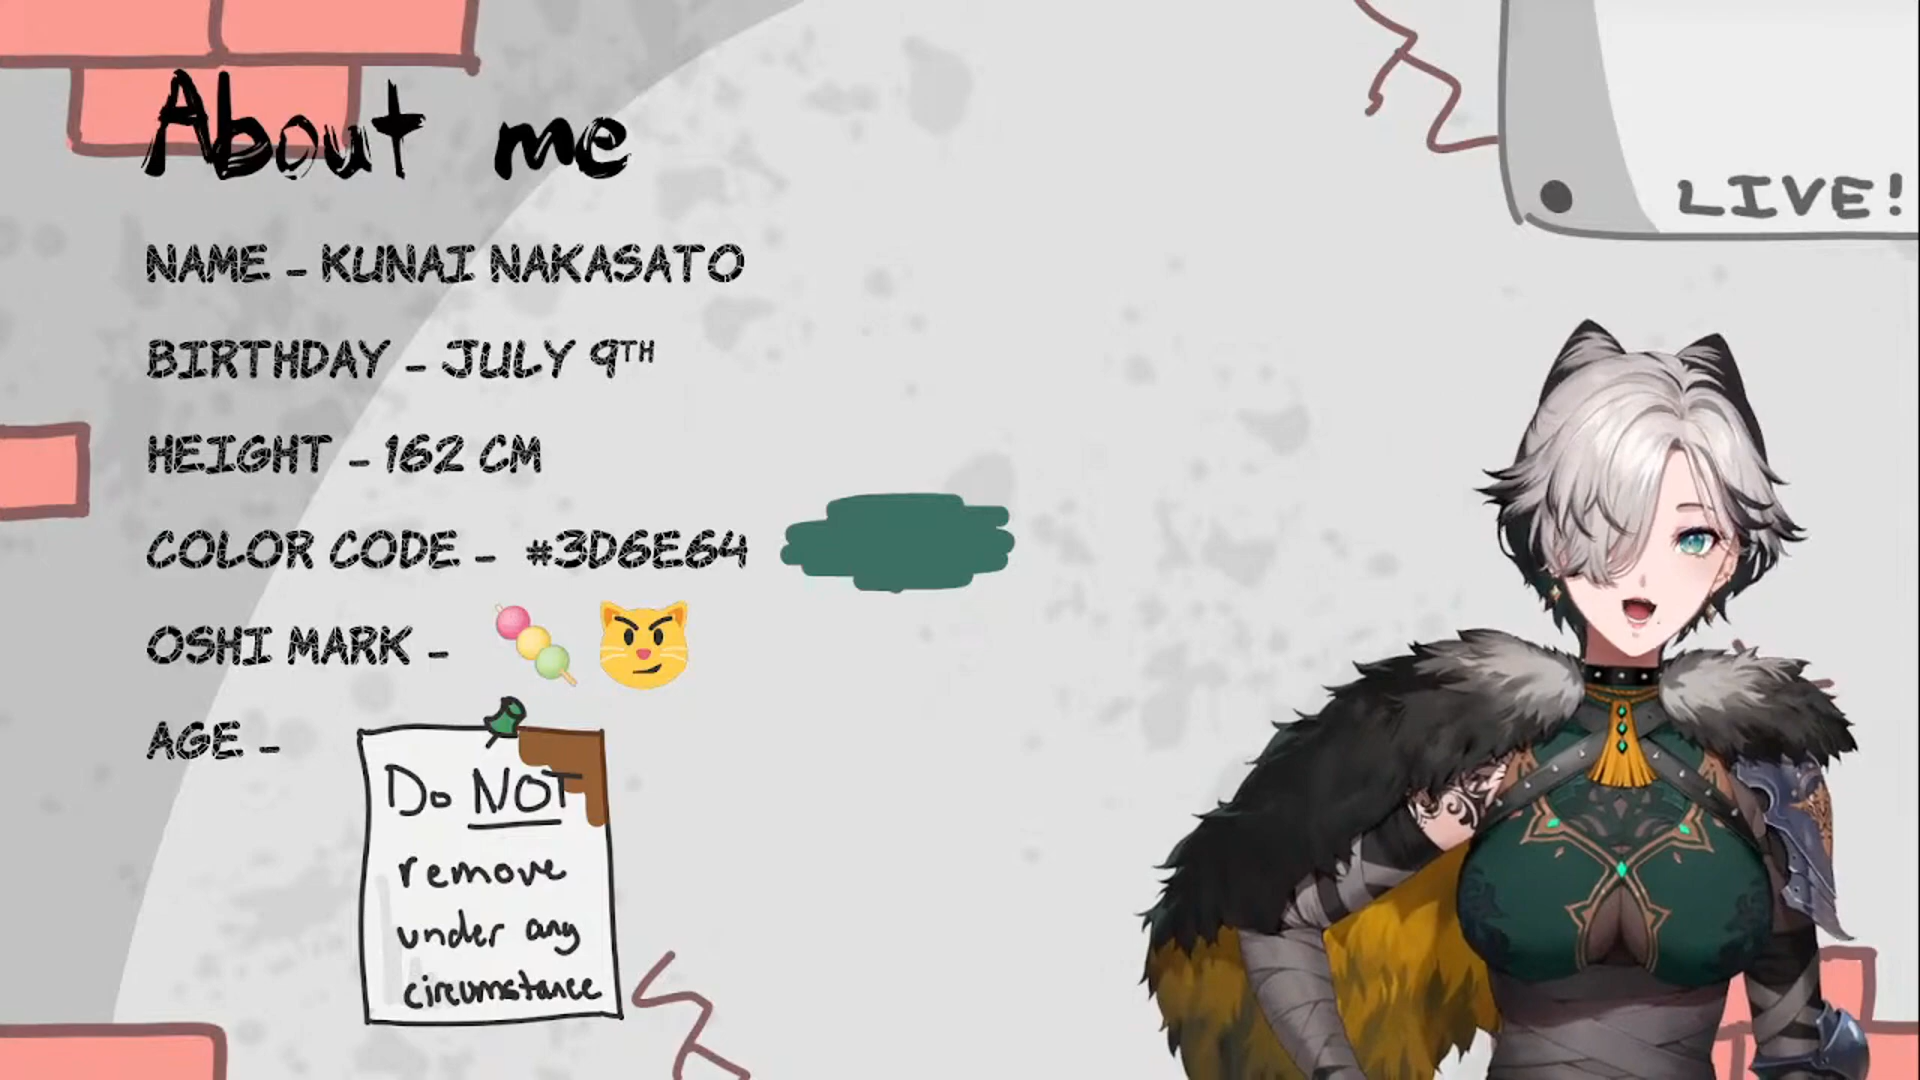 About me
LIVE!
NAME - KUNAI NAKASATO
BIRTHDAY - JULY 9TH
HEIGHT - 162 CM
COLOR CODE - #3D6E64
OSHI MARK -
AGE -
Do NOT
remove
under any
circumstance